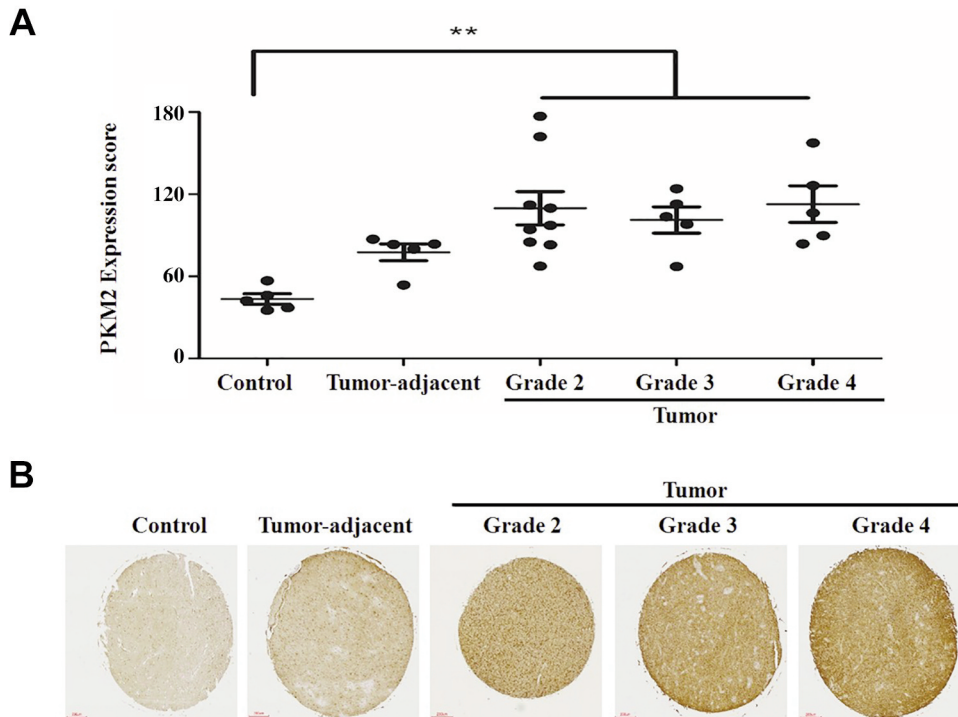 A
**
180
120
60
0
PKM2 Expression score
Control Tumor-adjacent Grade 2 Grade 3 Grade 4
Tumor
B
Tumor
Control Tumor-adjacent Grade 2 Grade 3 Grade 4